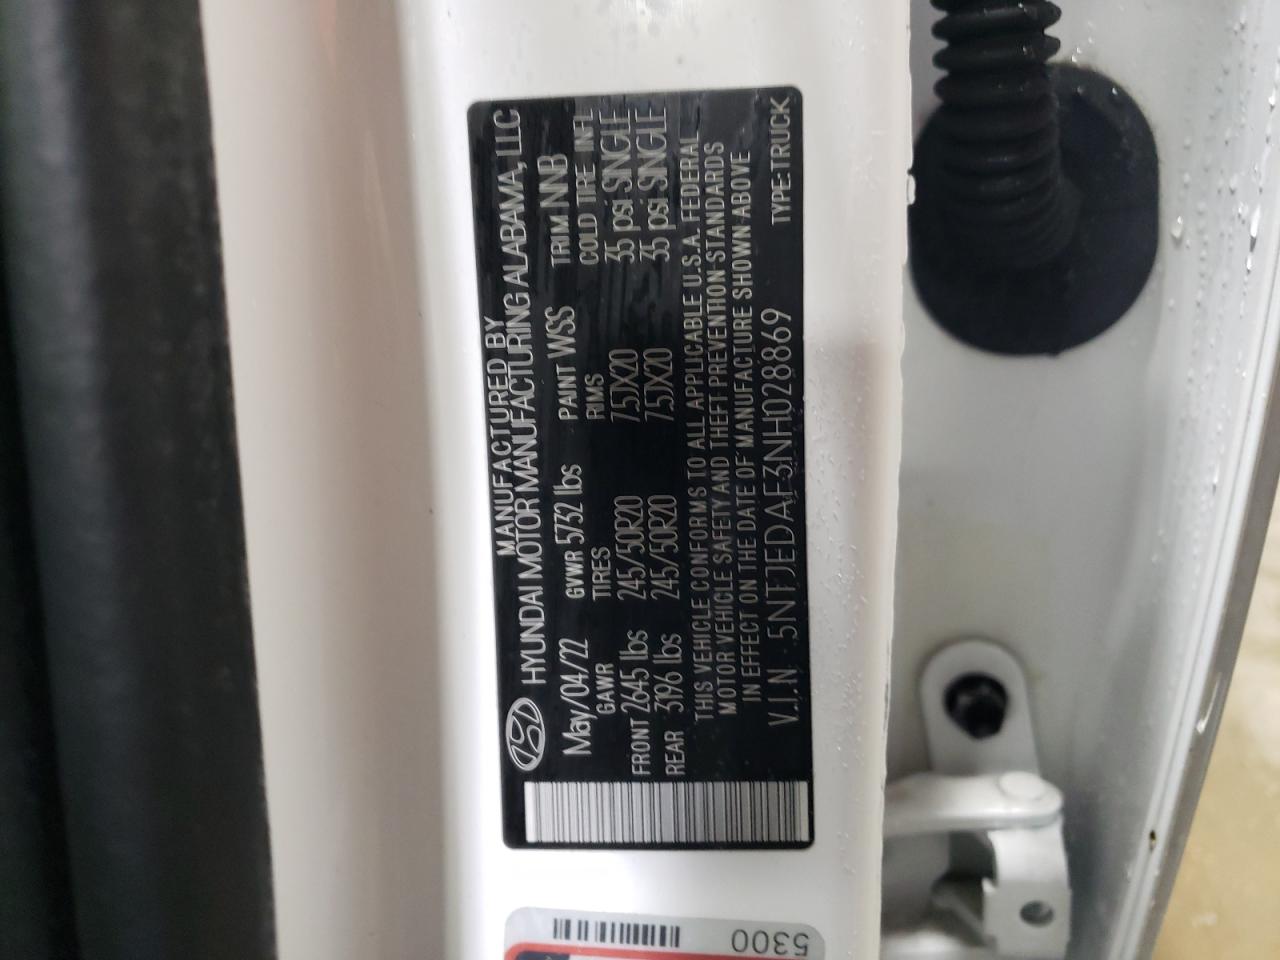 MANUFACTURED BY
HYUNDAI MOTOR MANUFACTURING ALABAMA, LLC
May/04/22 GVWR 5732 lbs PAINT WSS TRIM NNB
GAWR TIRES RIMS COLD TIRE INFL
FRONT 2645 lbs 245/50R20 7.5JX20 35 psi SINGLE
REAR 3196 lbs 245/50R20 7.5JX20 35 psi SINGLE
THIS VEHICLE CONFORMS TO ALL APPLICABLE U.S.A. FEDERAL
MOTOR VEHICLE SAFETY AND THEFT PREVENTION STANDARDS
IN EFFECT ON THE DATE OF MANUFACTURE SHOWN ABOVE
V.I.N. 5NTJEDAF3NH028869 TYPE:TRUCK
5300